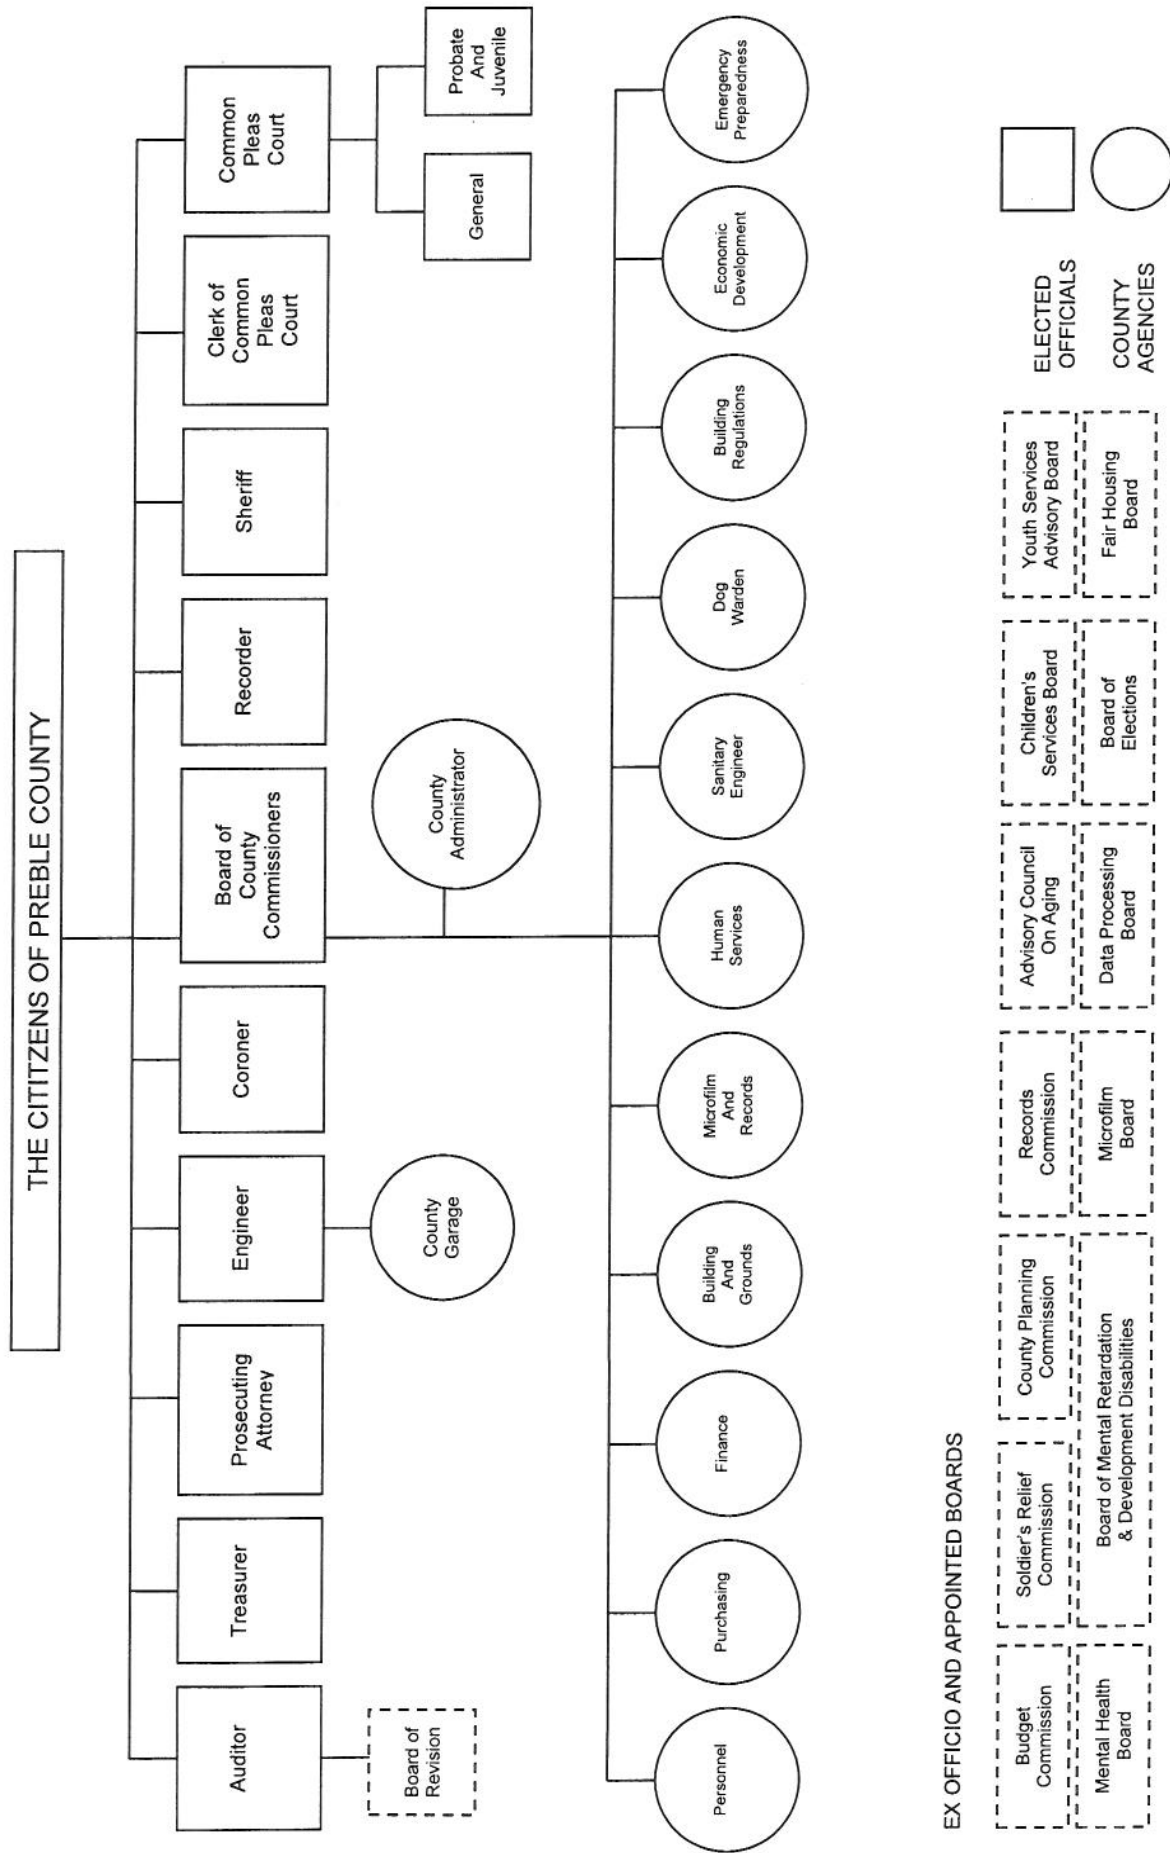 THE CITITZENS OF PREBLE COUNTY
Auditor
Treasurer
Prosecuting
Attorney
Engineer
Coroner
Board of
County
Commissioners
Recorder
Sheriff
Clerk of
Common
Pleas
Court
Common
Pleas
Court
Board of
Revision
County
Garage
County
Administrator
General
Probate
And
Juvenile
Personnel
Purchasing
Finance
Building
And
Grounds
Microfilm
And
Records
Human
Services
Sanitary
Engineer
Dog
Warden
Building
Regulations
Economic
Development
Emergency
Preparedness
EX OFFICIO AND APPOINTED BOARDS
Budget
Commission
Soldier's Relief
Commission
County Planning
Commission
Records
Commission
Advisory Council
On Aging
Children's
Services Board
Youth Services
Advisory Board
Mental Health
Board
Board of Mental Retardation
& Development Disabilities
Microfilm
Board
Data Processing
Board
Board of
Elections
Fair Housing
Board
ELECTED
OFFICIALS
COUNTY
AGENCIES